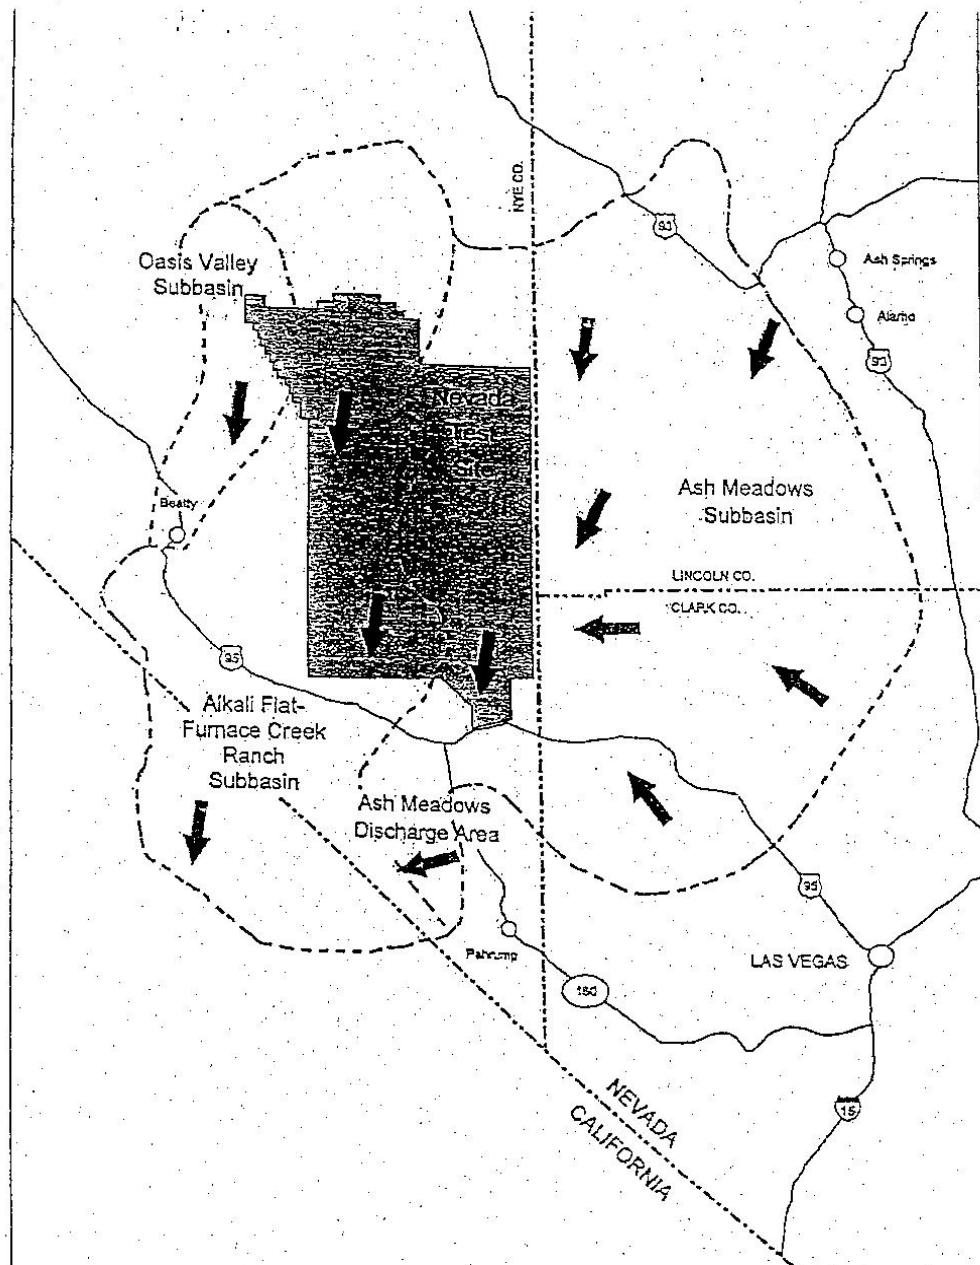 NYE CO.
93
Oasis Valley
Subbasin
Ash Springs
Alamo
93
Nevada
Test
Site
Ash Meadows
Subbasin
Beatty
LINCOLN CO.
CLARK CO.
95
Alkali Flat-
Furnace Creek
Ranch
Subbasin
Ash Meadows
Discharge Area
95
Pahrump
LAS VEGAS
160
NEVADA
CALIFORNIA
15